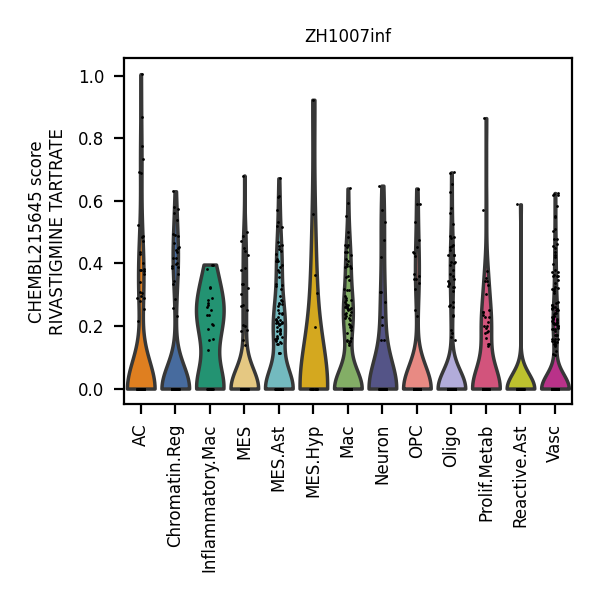 ZH1007inf
CHEMBL215645 score
RIVASTIGMINE TARTRATE
1.0
0.8
0.6
0.4
0.2
0.0
AC
Chromatin.Reg
Inflammatory.Mac
MES
MES.Ast
MES.Hyp
Mac
Neuron
OPC
Oligo
Prolif.Metab
Reactive.Ast
Vasc